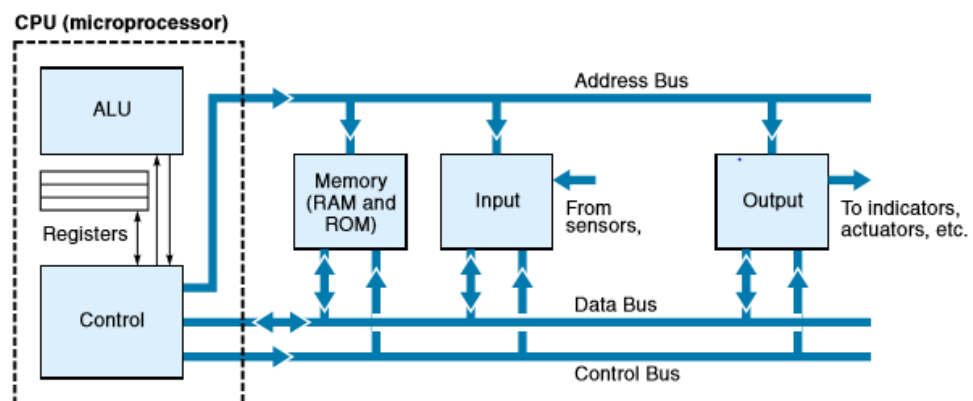 CPU (microprocessor)
ALU
Registers
Control
Address Bus
Memory
(RAM and
ROM)
Input
From
sensors,
Output
To indicators,
actuators, etc.
Data Bus
Control Bus